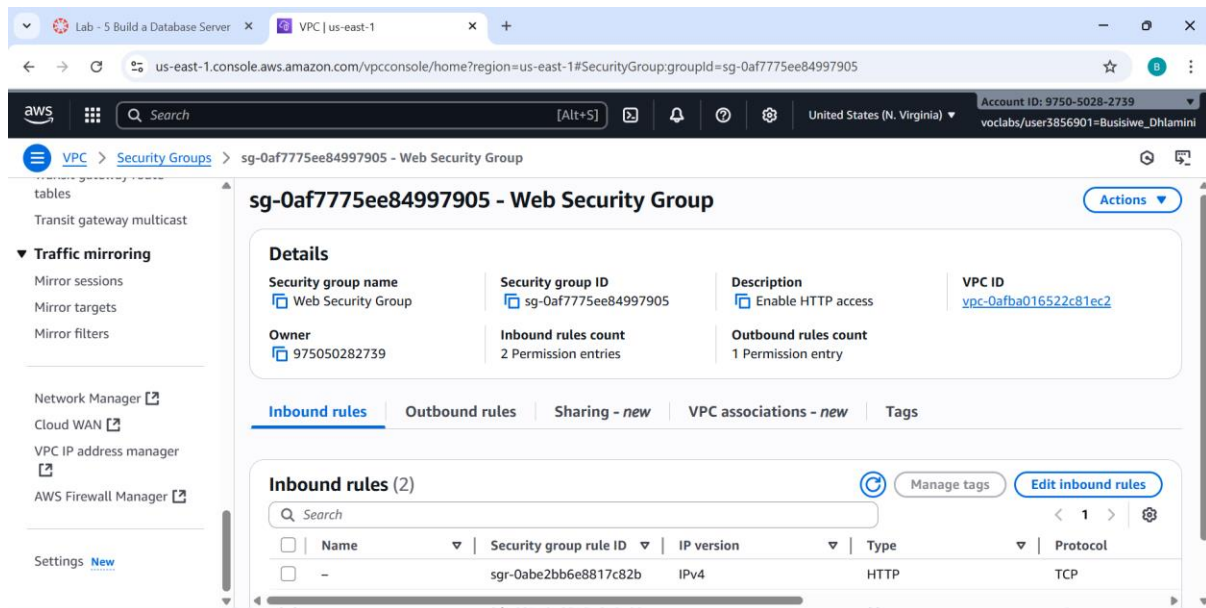 Lab - 5 Build a Database Server
VPC | us-east-1
us-east-1.console.aws.amazon.com/vpcconsole/home?region=us-east-1#SecurityGroup:groupId=sg-0af7775ee84997905
B
aws
Search
[Alt+S]
United States (N. Virginia)
Account ID: 9750-5028-2739
voclabs/user3856901=Busisiwe_Dhlamini
VPC > Security Groups > sg-0af7775ee84997905 - Web Security Group
tables
Transit gateway multicast
Traffic mirroring
Mirror sessions
Mirror targets
Mirror filters
Network Manager
Cloud WAN
VPC IP address manager
AWS Firewall Manager
Settings New
sg-0af7775ee84997905 - Web Security Group
Actions
Details
Security group name
Web Security Group
Security group ID
sg-0af7775ee84997905
Description
Enable HTTP access
VPC ID
vpc-0afba016522c81ec2
Owner
975050282739
Inbound rules count
2 Permission entries
Outbound rules count
1 Permission entry
Inbound rules | Outbound rules | Sharing - new | VPC associations - new | Tags
Inbound rules (2)
Manage tags
Edit inbound rules
Search
< 1 >
Name | Security group rule ID | IP version | Type | Protocol
– sgr-0abe2bb6e8817c82b IPv4 HTTP TCP